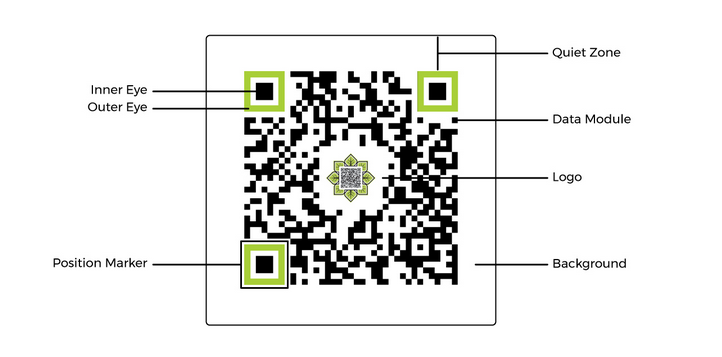 Quiet Zone
Inner Eye
Outer Eye
Data Module
Logo
Position Marker
Background